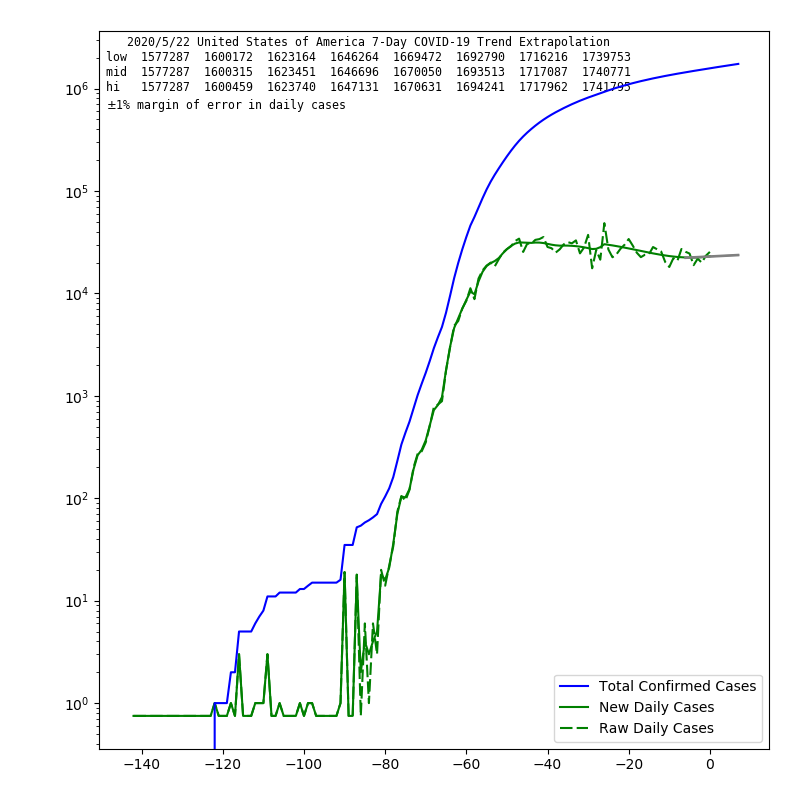 2020/5/22 United States of America 7-Day COVID-19 Trend Extrapolation
low 1577287 1600172 1623164 1646264 1669472 1692790 1716216 1739753
mid 1577287 1600315 1623451 1646696 1670050 1693513 1717087 1740771
hi 1577287 1600459 1623740 1647131 1670631 1694241 1717962 1741795
±1% margin of error in daily cases
10⁶
10⁵
10⁴
10³
10²
10¹
10⁰
Total Confirmed Cases
New Daily Cases
Raw Daily Cases
−140 −120 −100 −80 −60 −40 −20 0